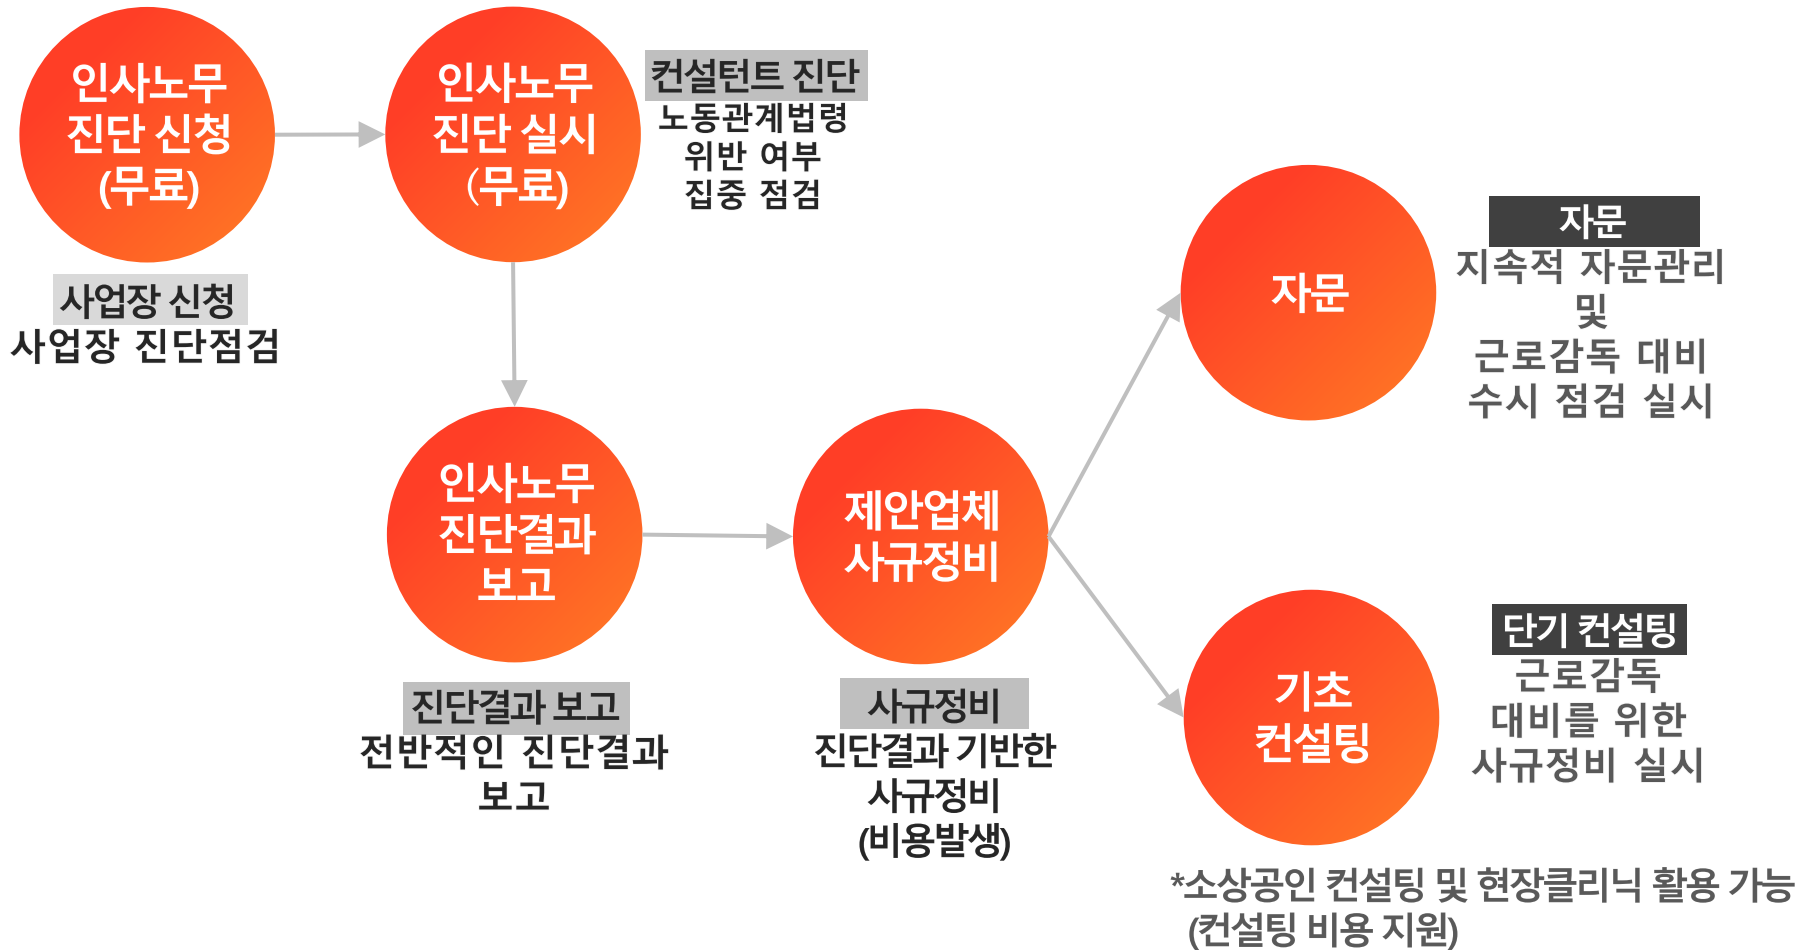 인사노무
진단 신청
(무료)
사업장 신청
사업장 진단점검
인사노무
진단 실시
(무료)
컨설턴트 진단
노동관계법령
위반 여부
집중 점검
인사노무
진단결과
보고
진단결과 보고
전반적인 진단결과
보고
제안업체
사규정비
사규정비
진단결과 기반한
사규정비
(비용발생)
자문
자문
지속적 자문관리
및
근로감독 대비
수시 점검 실시
기초
컨설팅
단기 컨설팅
근로감독
대비를 위한
사규정비 실시
*소상공인 컨설팅 및 현장클리닉 활용 가능
(컨설팅 비용 지원)